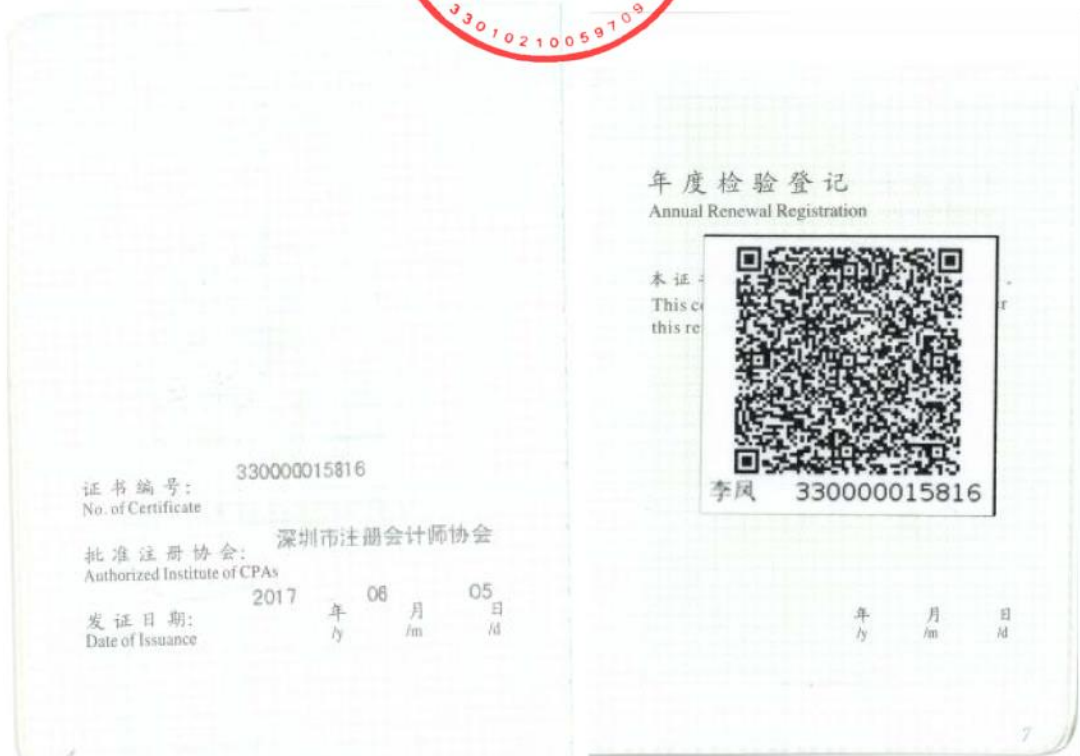 33010210059709
证书编号: 330000015816
No. of Certificate
批准注册协会: 深圳市注册会计师协会
Authorized Institute of CPAs
发证日期: 2017 年 06 月 05 日
Date of Issuance /y /m /d
年度检验登记
Annual Renewal Registration
本证
This
this re
r
李凤 330000015816
年 月 日
/y /m /d
7